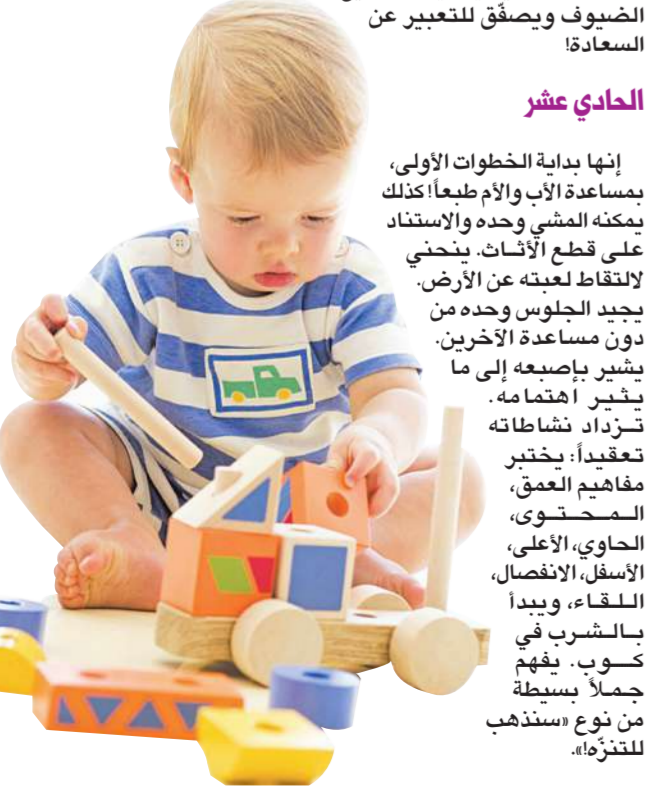 الضيوف ويصفّق للتعبير عن
السعادة!
الحادي عشر
إنها بداية الخطوات الأولى،
بمساعدة الأب والأم طبعاً! كذلك
يمكنه المشي وحده والاستناد
على قطع الأثاث. ينحني
لالتقاط لعبته عن الأرض.
يجيد الجلوس وحده من
دون مساعدة الآخرين.
يشير بإصبعه إلى ما
يثير اهتمامه.
تزداد نشاطاته
تعقيداً: يختبر
مفاهيم العمق،
المحتوى،
الحاوي، الأعلى،
الأسفل، الانفصال،
اللقاء، ويبدأ
بالشرب في
كوب. يفهم
جملاً بسيطة
من نوع «سنذهب
للتنزّه!».